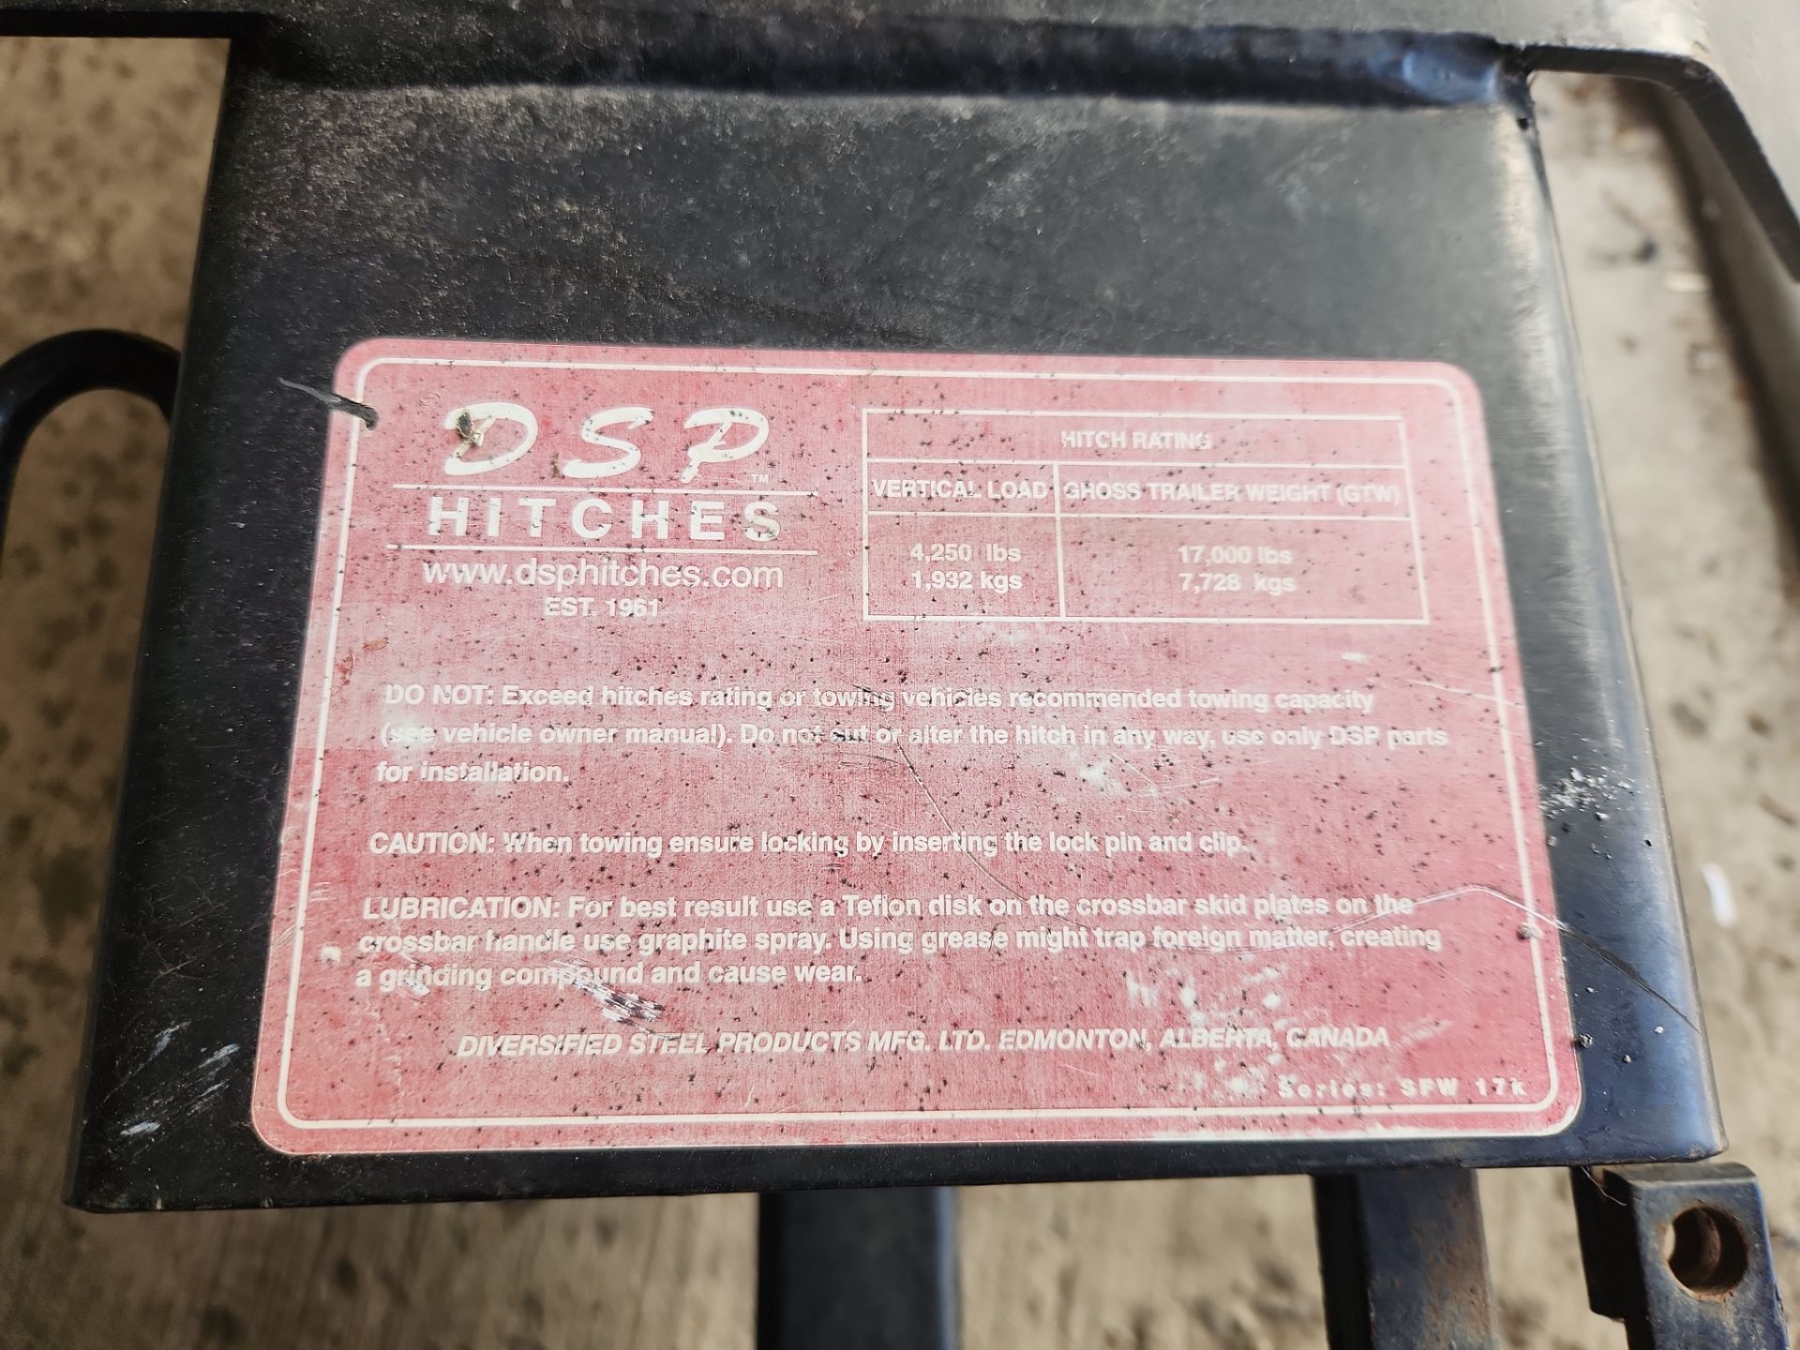 DSP
TM
HITCHES
www.dsphitches.com
EST. 1961
HITCH RATING
VERTICAL LOAD GROSS TRAILER WEIGHT (GTW)
4,250 lbs 17,000 lbs
1,932 kgs 7,728 kgs
DO NOT: Exceed hitches rating or towing vehicles recommended towing capacity
(see vehicle owner manual). Do not cut or alter the hitch in any way, use only DSP parts
for installation.
CAUTION: When towing ensure locking by inserting the lock pin and clip.
LUBRICATION: For best result use a Teflon disk on the crossbar skid plates on the
crossbar handle use graphite spray. Using grease might trap foreign matter, creating
a grinding compound and cause wear.
DIVERSIFIED STEEL PRODUCTS MFG. LTD. EDMONTON, ALBERTA, CANADA
Series: SFW 17k